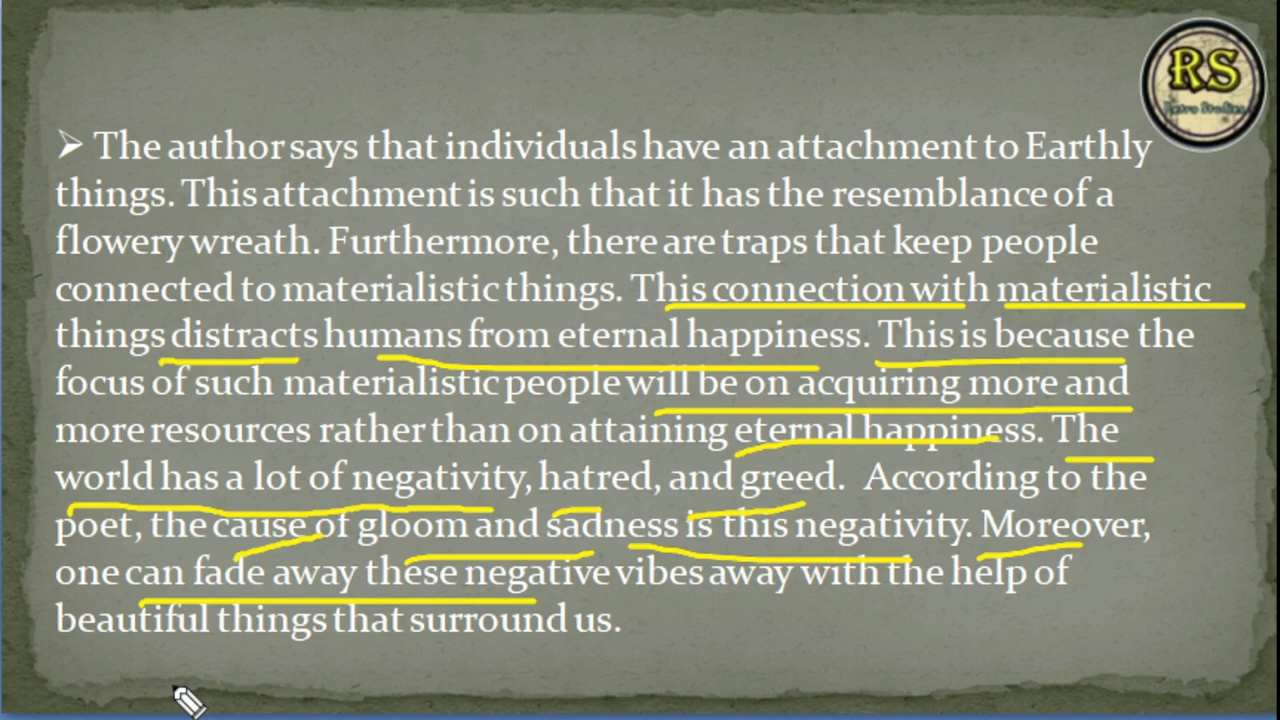 RS
Retro Studies
➢ The author says that individuals have an attachment to Earthly
things. This attachment is such that it has the resemblance of a
flowery wreath. Furthermore, there are traps that keep people
connected to materialistic things. This connection with materialistic
things distracts humans from eternal happiness. This is because the
focus of such materialistic people will be on acquiring more and
more resources rather than on attaining eternal happiness. The
world has a lot of negativity, hatred, and greed. According to the
poet, the cause of gloom and sadness is this negativity. Moreover,
one can fade away these negative vibes away with the help of
beautiful things that surround us.